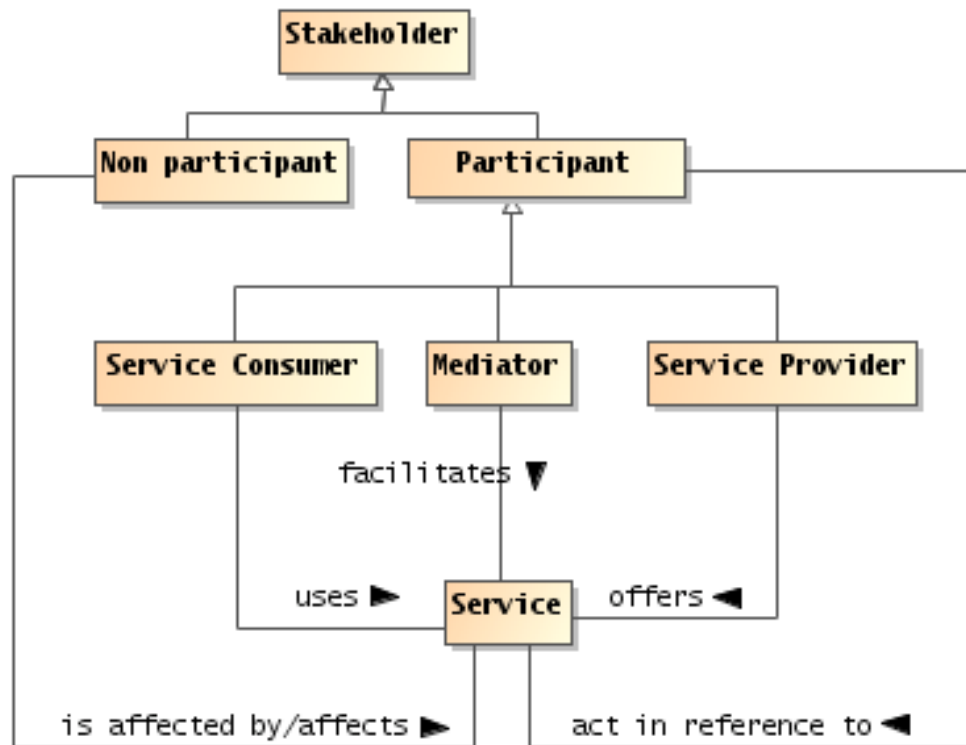 Stakeholder
Non participant
Participant
Service Consumer
Mediator
Service Provider
facilitates
uses
Service
offers
is affected by/affects
act in reference to